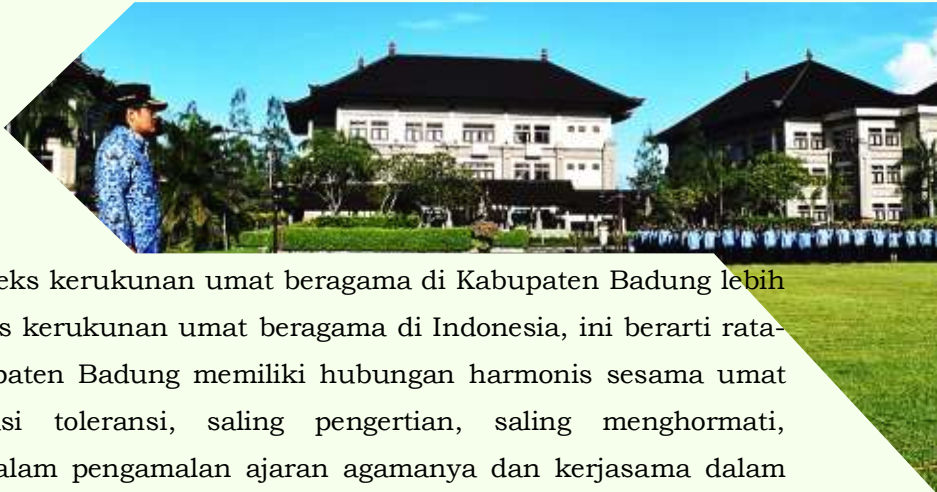 eks kerukunan umat beragama di Kabupaten Badung lebih
s kerukunan umat beragama di Indonesia, ini berarti rata-
paten Badung memiliki hubungan harmonis sesama umat
si toleransi, saling pengertian, saling menghormati,
alam pengamalan ajaran agamanya dan kerjasama dalam